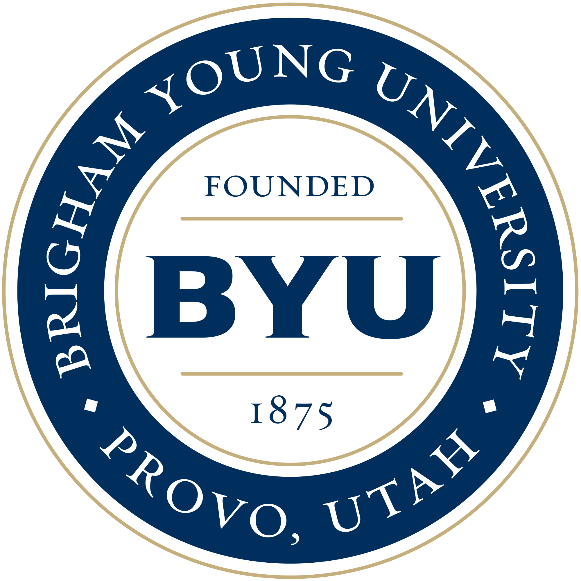 BRIGHAM YOUNG UNIVERSITY
FOUNDED
BYU
1875
PROVO, UTAH